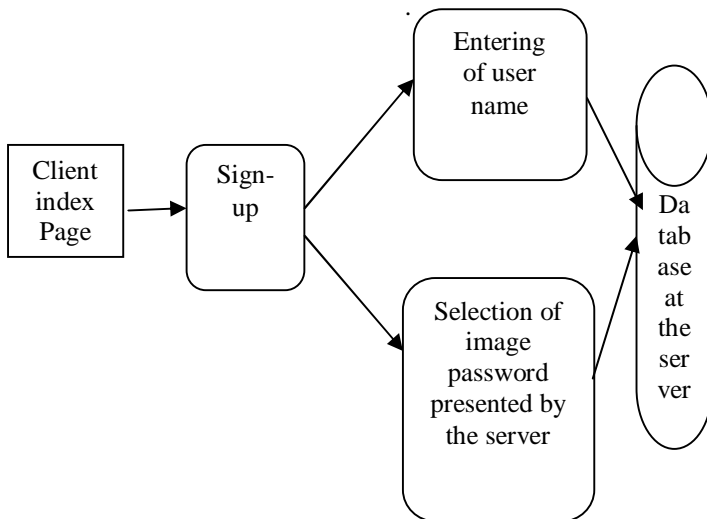 Client
index
Page
Sign-
up
Entering
of user
name
Selection of
image
password
presented by
the server
Da
tab
ase
at
the
ser
ver